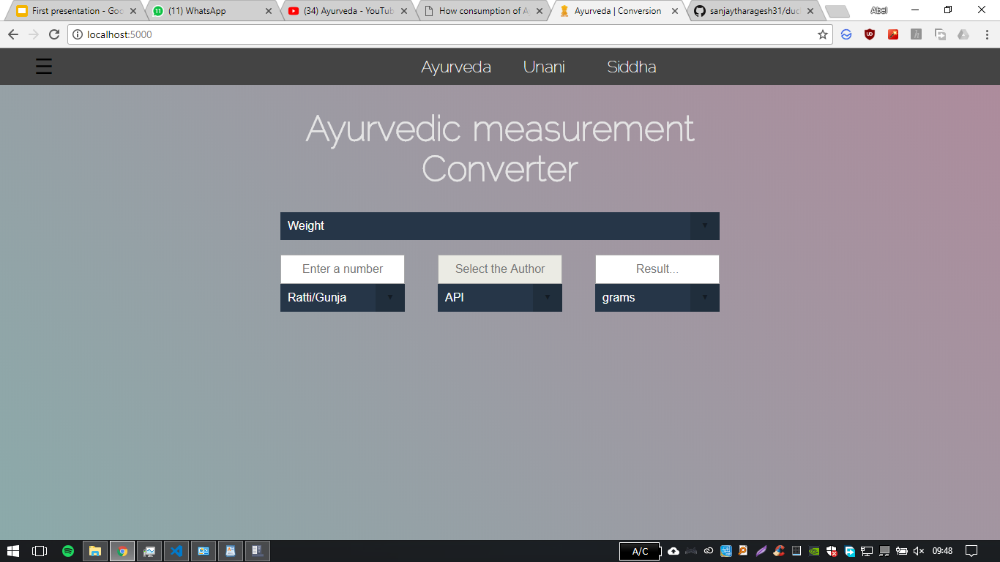 First presentation - Goo
(11) WhatsApp
(34) Ayurveda - YouTub
How consumption of A
Ayurveda | Conversion
sanjaytharagesh31/duc
Abel
localhost:5000
Ayurveda
Unani
Siddha
Ayurvedic measurement
Converter
Weight
Enter a number
Select the Author
Result...
Ratti/Gunja
API
grams
A/C
09:48